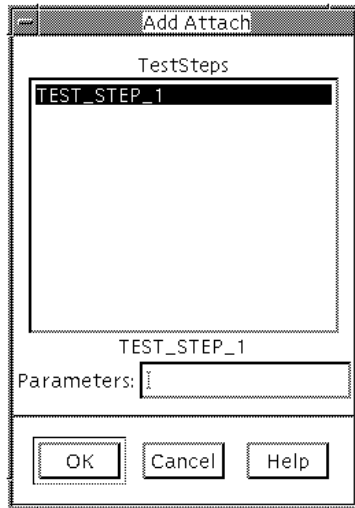 Add Attach
TestSteps
TEST_STEP_1
TEST_STEP_1
Parameters:
OK Cancel Help